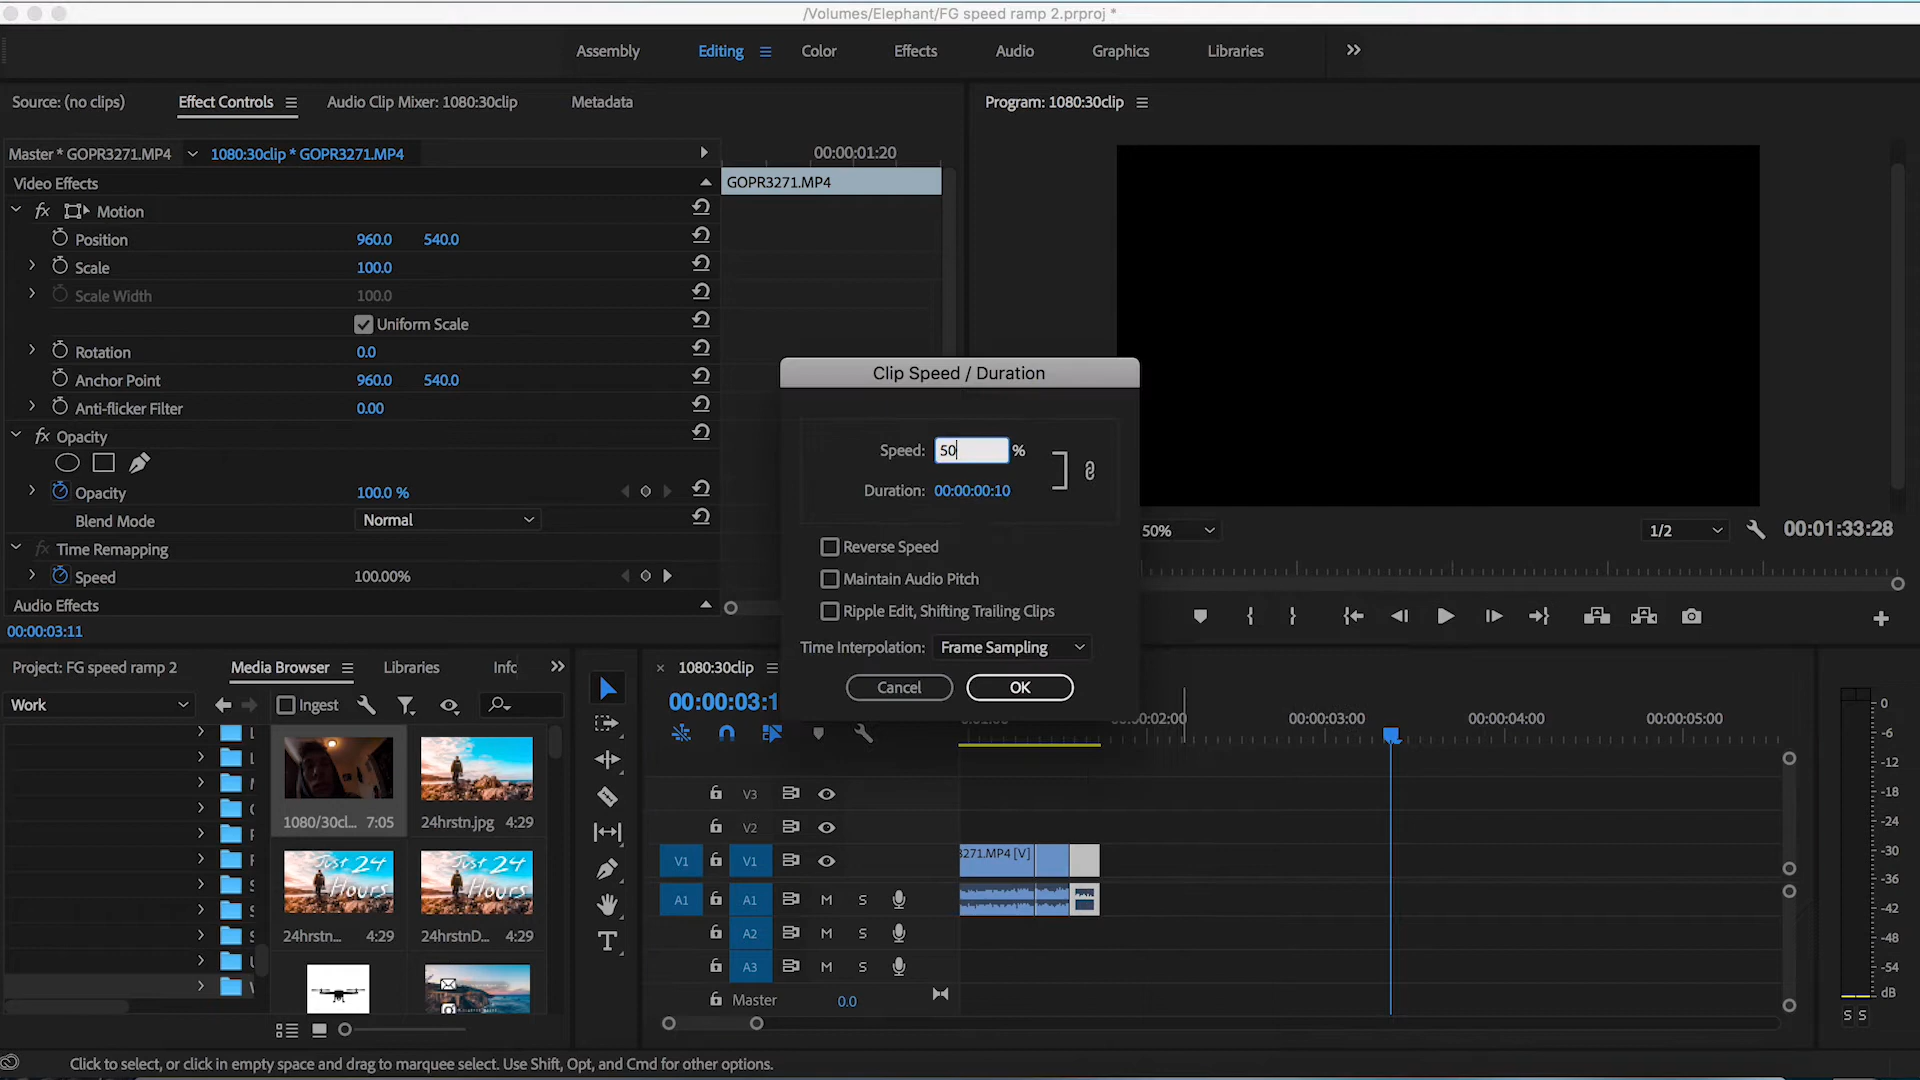 /Volumes/Elephant/FG speed ramp 2.prproj *
Assembly Editing Color Effects Audio Graphics Libraries
Source: (no clips) Effect Controls Audio Clip Mixer: 1080:30clip Metadata
Program: 1080:30clip
Master * GOPR3271.MP4 1080:30clip * GOPR3271.MP4
00:00:01:20
Video Effects
GOPR3271.MP4
fx Motion
Position 960.0 540.0
Scale 100.0
Scale Width 100.0
Uniform Scale
Rotation 0.0
Anchor Point 960.0 540.0
Anti-flicker Filter 0.00
fx Opacity
Opacity 100.0 %
Blend Mode Normal
fx Time Remapping
Speed 100.00%
Audio Effects
00:00:03:11
Clip Speed / Duration
Speed: 50 %
Duration: 00:00:00:10
Reverse Speed
Maintain Audio Pitch
Ripple Edit, Shifting Trailing Clips
Time Interpolation: Frame Sampling
Cancel OK
50% 1/2 00:01:33:28
Project: FG speed ramp 2 Media Browser Libraries Info
Work Ingest
1080/30cl... 7:05
24hrstn.jpg 4:29
Just 24 Hours
Just 24 Hours
24hrstn... 4:29
24hrstnD... 4:29
1080:30clip
00:00:03:1
00:00:02:00 00:00:03:00 00:00:04:00 00:00:05:00
V3
V2
V1 V1
3271.MP4 [V]
A1 A1 M S
A2 M S
A3 M S
Master 0.0
0
-6
-12
-18
-24
-30
-36
-42
-48
-54
dB
S S
Click to select, or click in empty space and drag to marquee select. Use Shift, Opt, and Cmd for other options.